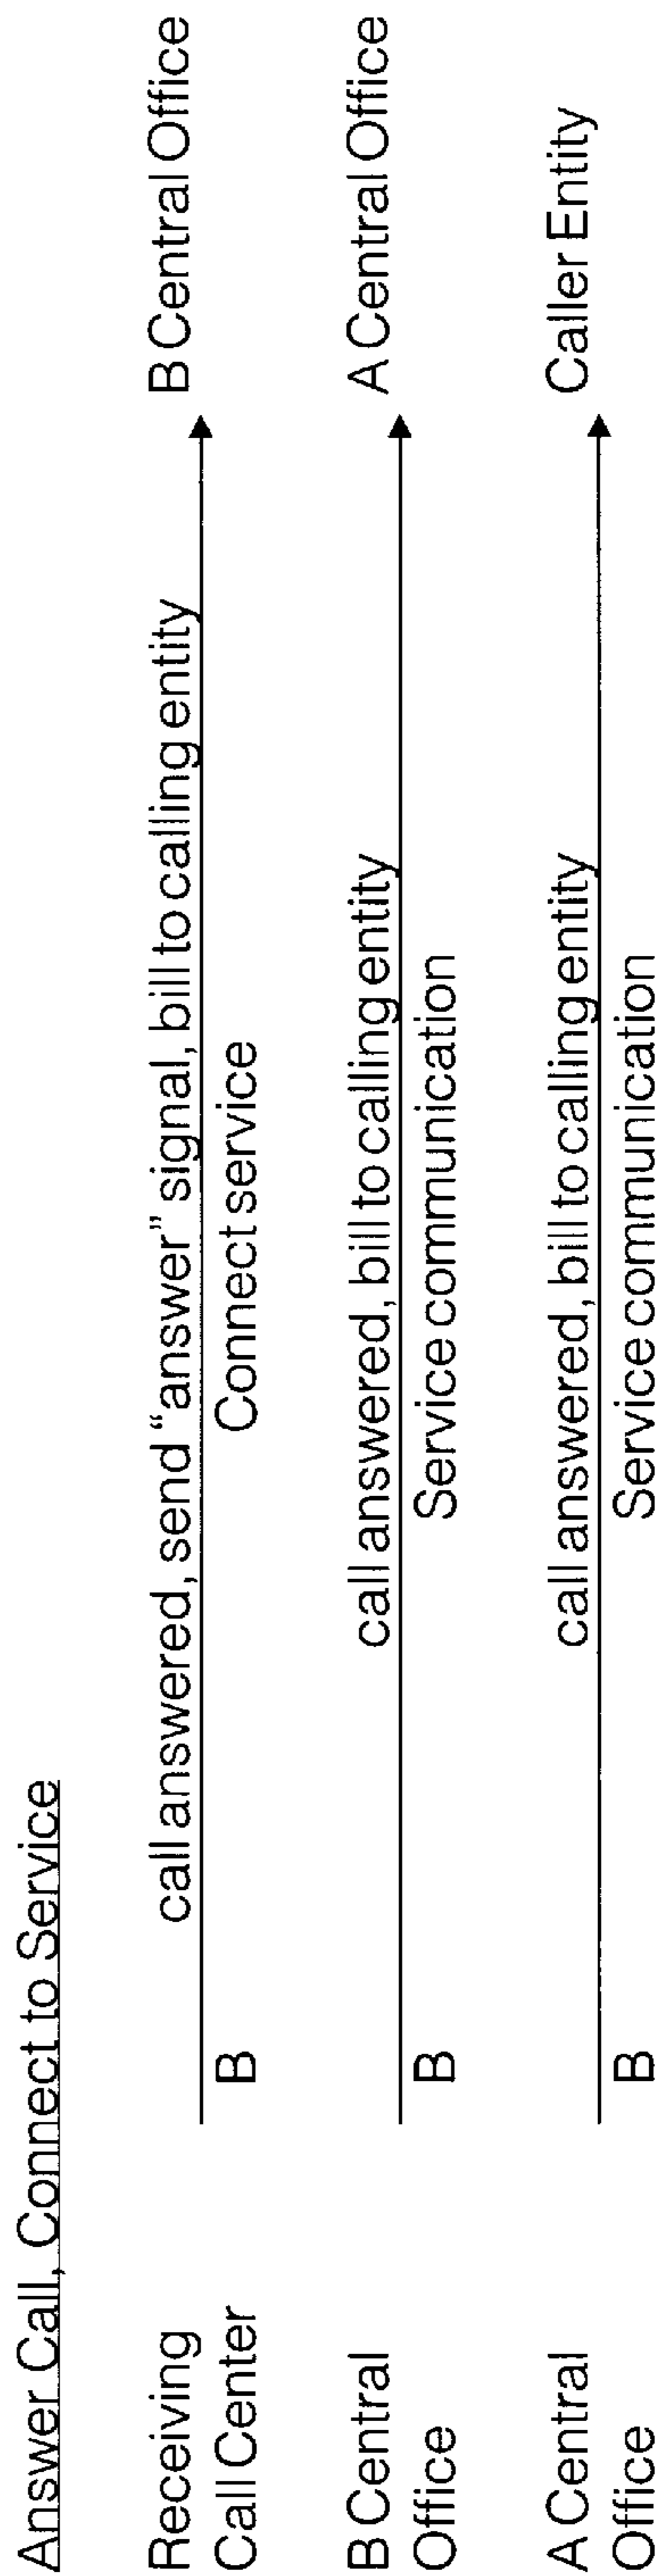 Answer Call, Connect to Service
Receiving
Call Center
call answered, send “answer” signal, bill to calling entity
B
Connect service
B Central Office
B Central
Office
call answered, bill to calling entity
B
Service communication
A Central Office
A Central
Office
call answered, bill to calling entity
B
Service communication
Caller Entity